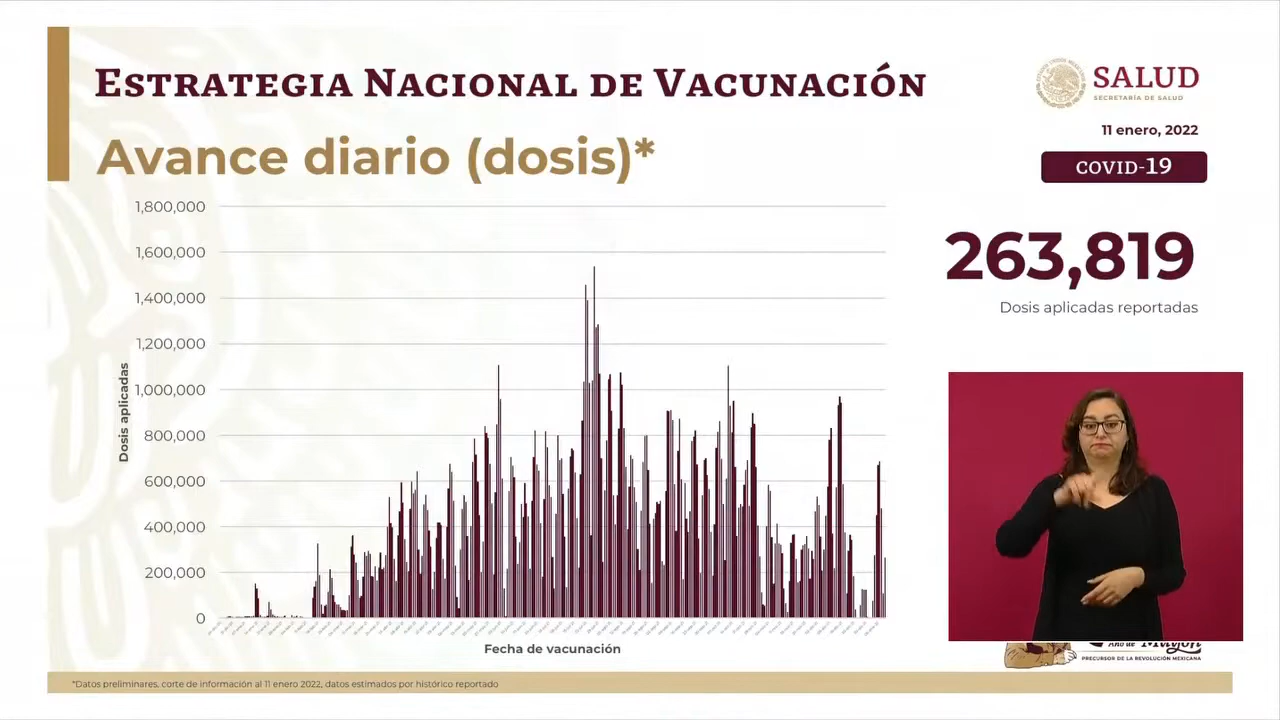 ESTRATEGIA NACIONAL DE VACUNACIÓN
SALUD
SECRETARÍA DE SALUD
11 enero, 2022
COVID-19
Avance diario (dosis)*
263,819
Dosis aplicadas reportadas
1,800,000
1,600,000
1,400,000
1,200,000
1,000,000
800,000
600,000
400,000
200,000
0
Dosis aplicadas
Fecha de vacunación
Año de Magón
PRECURSOR DE LA REVOLUCIÓN MEXICANA
*Datos preliminares, corte de información al 11 enero 2022, datos estimados por histórico reportado